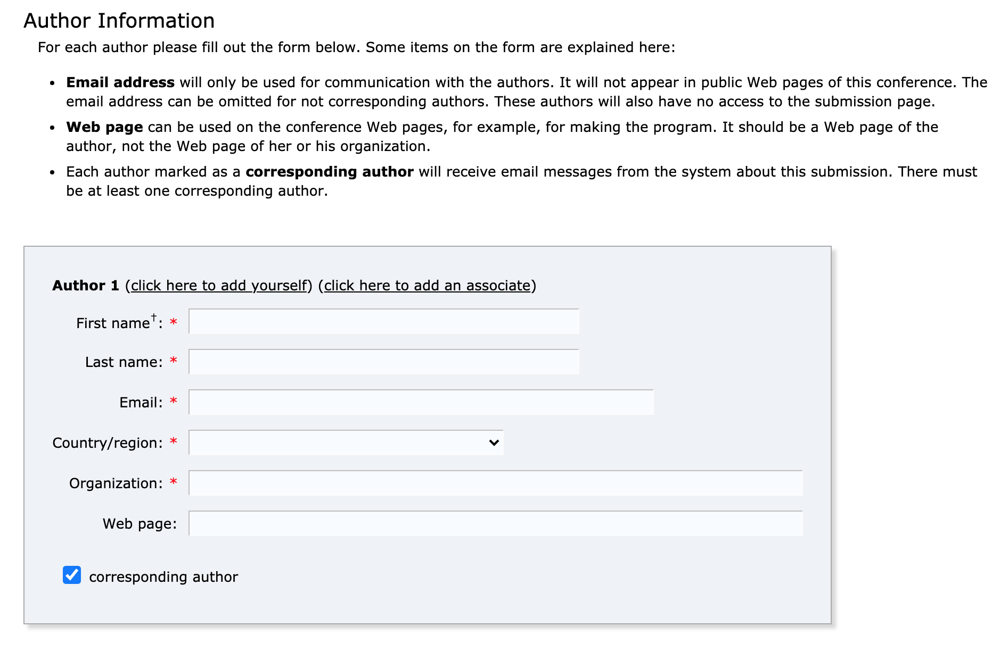 Author Information
For each author please fill out the form below. Some items on the form are explained here:
• Email address will only be used for communication with the authors. It will not appear in public Web pages of this conference. The
email address can be omitted for not corresponding authors. These authors will also have no access to the submission page.
• Web page can be used on the conference Web pages, for example, for making the program. It should be a Web page of the
author, not the Web page of her or his organization.
• Each author marked as a corresponding author will receive email messages from the system about this submission. There must
be at least one corresponding author.
Author 1 (click here to add yourself) (click here to add an associate)
First name†: *
Last name: *
Email: *
Country/region: *
Organization: *
Web page:
corresponding author